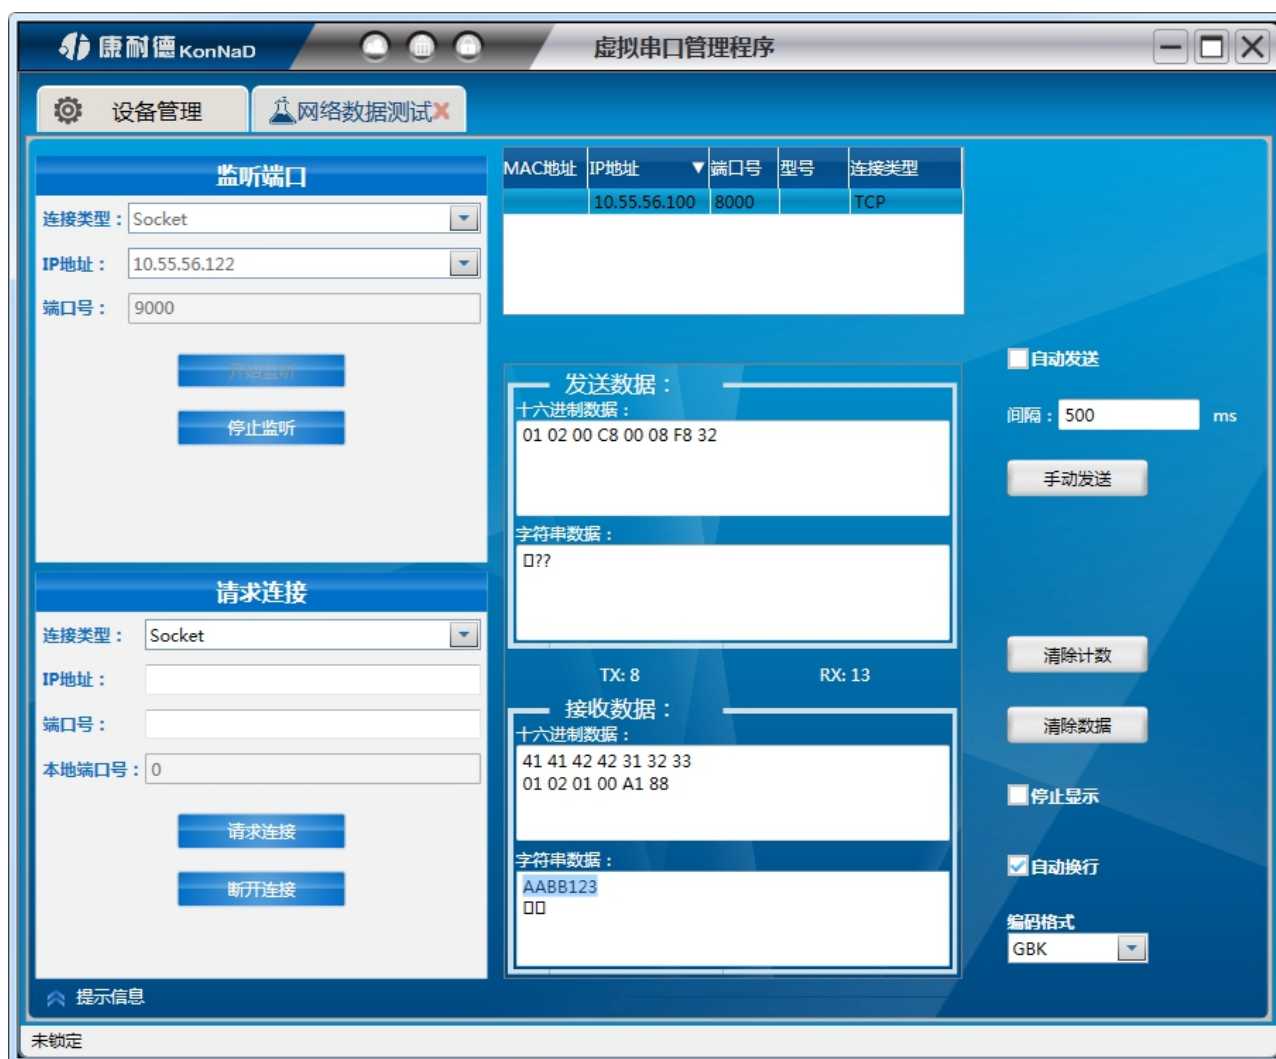 康耐德 KonNaD
虚拟串口管理程序
设备管理
网络数据测试
监听端口
连接类型：Socket
IP地址：10.55.56.122
端口号：9000
开始监听
停止监听
请求连接
连接类型：Socket
IP地址：
端口号：
本地端口号：0
请求连接
断开连接
提示信息
未锁定
MAC地址 IP地址 端口号 型号 连接类型
10.55.56.100 8000 TCP
发送数据：
十六进制数据：
01 02 00 C8 00 08 F8 32
字符串数据：
□??
TX: 8 RX: 13
接收数据：
十六进制数据：
41 41 42 42 31 32 33
01 02 01 00 A1 88
字符串数据：
AABB123
□□
自动发送
间隔：500 ms
手动发送
清除计数
清除数据
停止显示
自动换行
编码格式
GBK